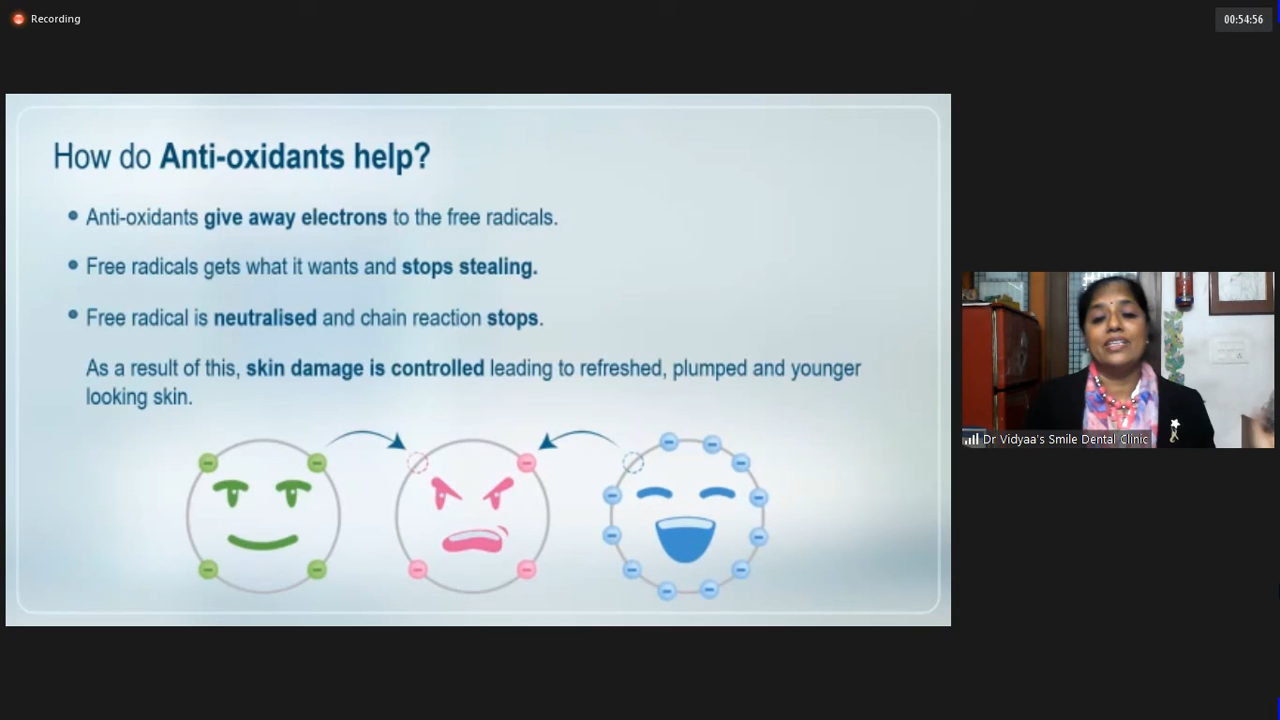 Recording
00:54:56
How do Anti-oxidants help?
Anti-oxidants give away electrons to the free radicals.
Free radicals gets what it wants and stops stealing.
Free radical is neutralised and chain reaction stops.
As a result of this, skin damage is controlled leading to refreshed, plumped and younger
looking skin.
Dr Vidyaa's Smile Dental Clinic